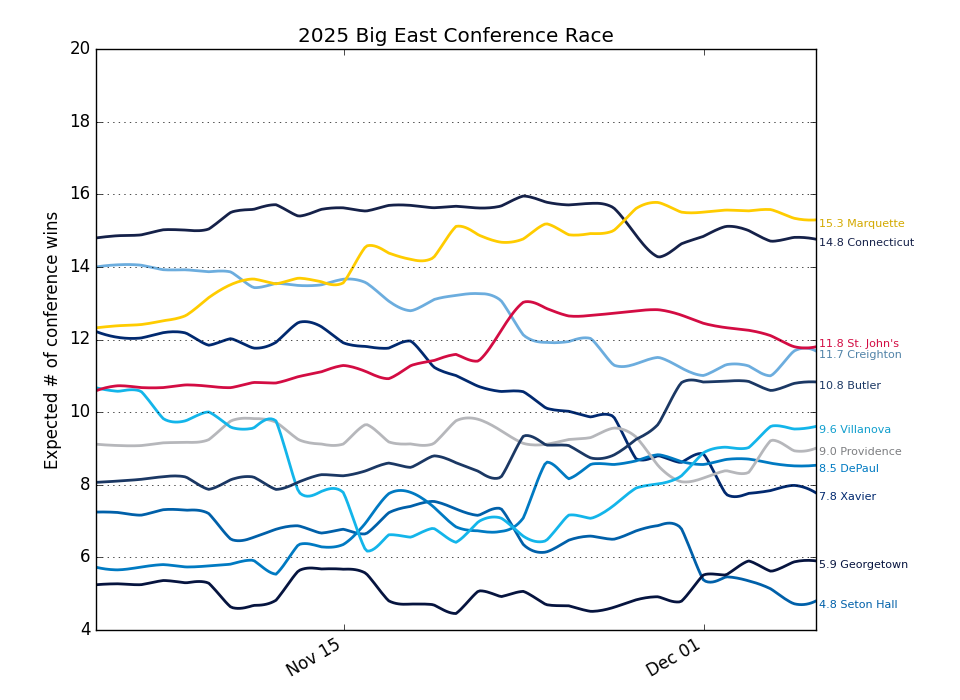 2025 Big East Conference Race
Expected # of conference wins
20
18
16
14
12
10
8
6
4
15.3 Marquette
14.8 Connecticut
11.8 St. John's
11.7 Creighton
10.8 Butler
9.6 Villanova
9.0 Providence
8.5 DePaul
7.8 Xavier
5.9 Georgetown
4.8 Seton Hall
Nov 15
Dec 01